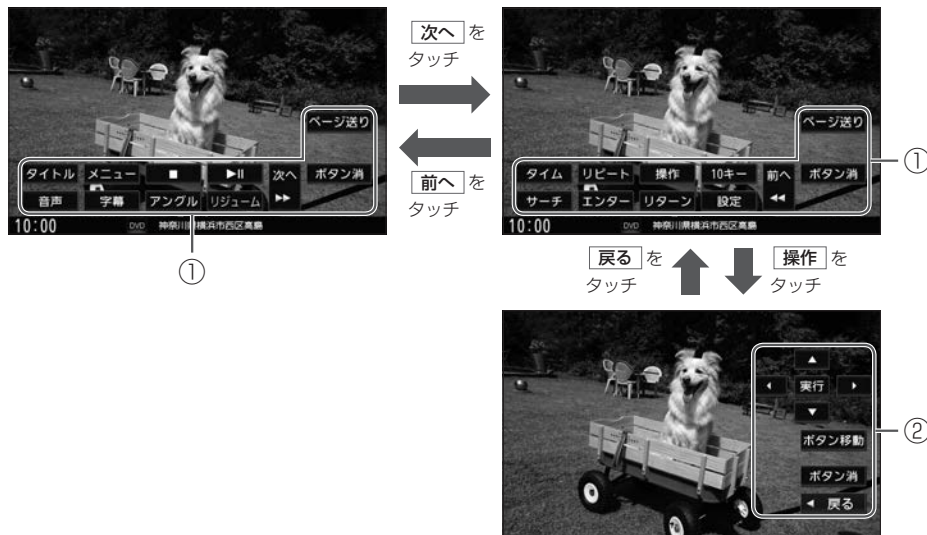 ページ送り
タイトル メニュー ■ ▶II 次へ ボタン消
音声 字幕 アングル リジューム ▶▶
10:00 DVD 神奈川県横浜市西区高島
①
次へ を
タッチ
前へ を
タッチ
ページ送り
タイム リピート 操作 10キー 前へ ボタン消
サーチ エンター リターン 設定 ◀◀
10:00 DVD 神奈川県横浜市西区高島
①
戻る を
タッチ
操作 を
タッチ
▲
◀ 実行 ▶
▼
ボタン移動
ボタン消
◀ 戻る
②